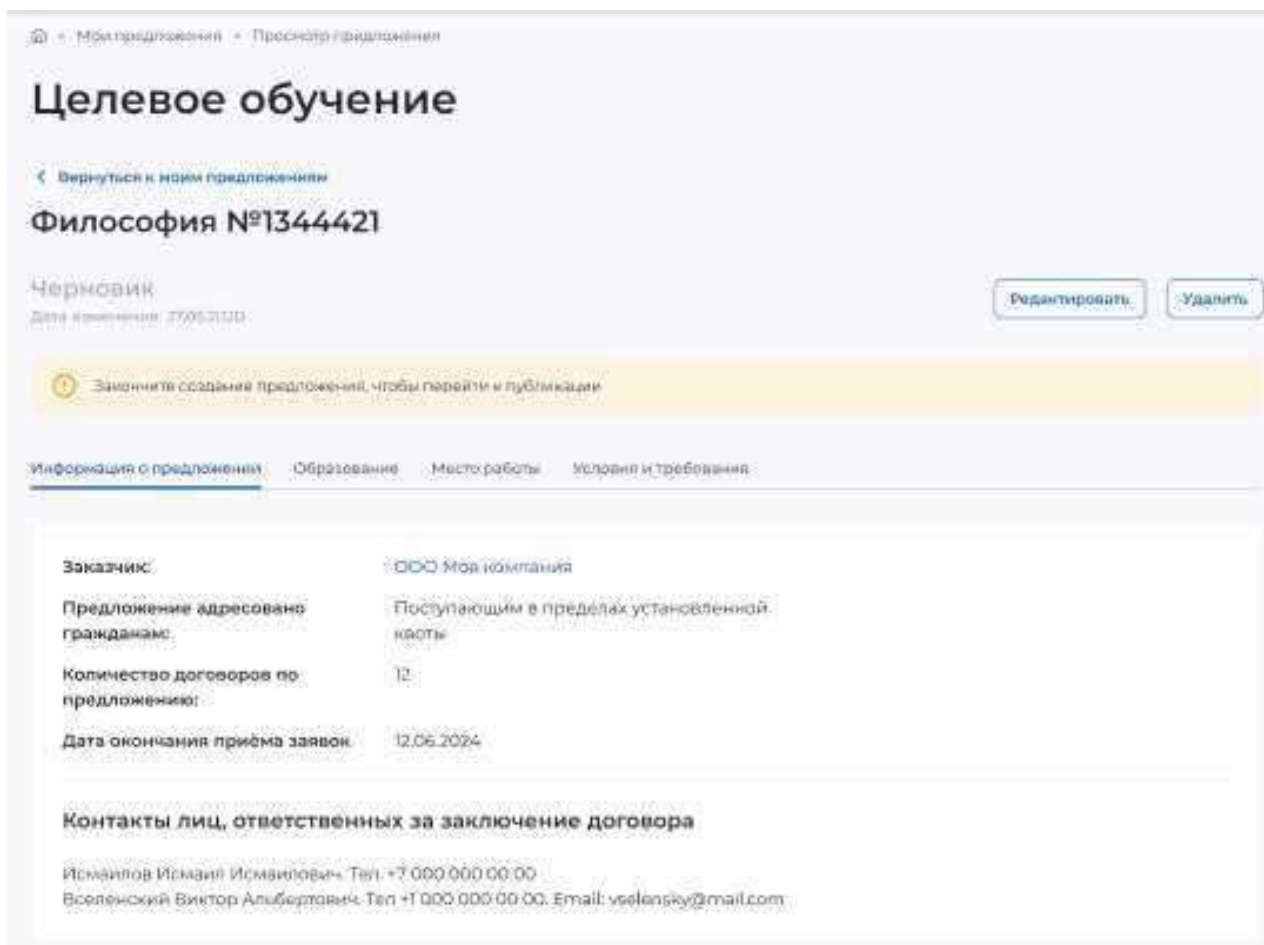 Мои предложения • Просмотр предложения
Целевое обучение
Вернуться к моим предложениям
Философия №1344421
Черновик
Дата изменения:
Редактировать
Удалить
Закончите создание предложения, чтобы перейти к публикации
Информация о предложении Образование Место работы Условия и требования
Заказчик: ООО Моя компания
Предложение адресовано Поступающим в пределах установленной
гражданам: квоты
Количество договоров по 12
предложению:
Дата окончания приёма заявок 12.06.2024
Контакты лиц, ответственных за заключение договора
Исмаилов Исмаил Исмаилович. Тел. +7 000 000 00 00
Вселенский Виктор Альбертович. Тел +1 000 000 00 00. Email: vselensky@mail.com